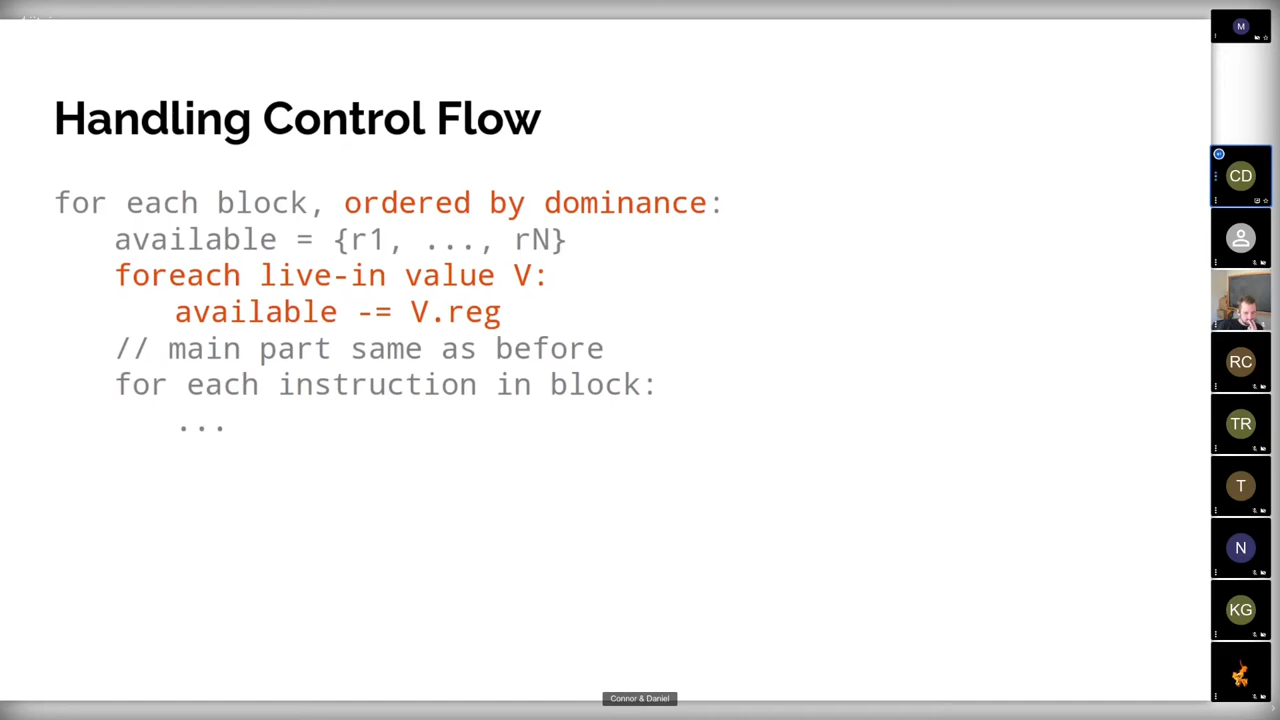 Handling Control Flow
for each block, ordered by dominance:
available = {r1, ..., rN}
foreach live-in value V:
available -= V.reg
// main part same as before
for each instruction in block:
...
Connor & Daniel
M
CD
RC
TR
T
N
KG